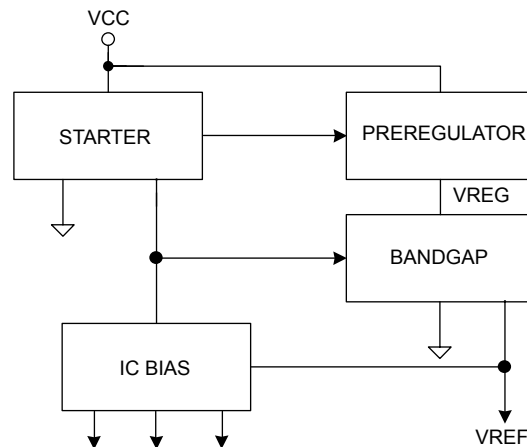 VCC
STARTER
PREREGULATOR
VREG
BANDGAP
IC BIAS
VREF